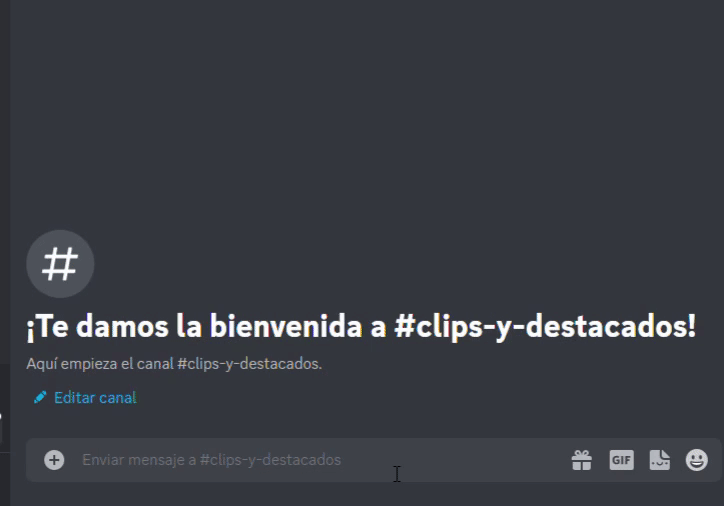 #
¡Te damos la bienvenida a #clips-y-destacados!
Aquí empieza el canal #clips-y-destacados.
Editar canal
Enviar mensaje a #clips-y-destacados
GIF